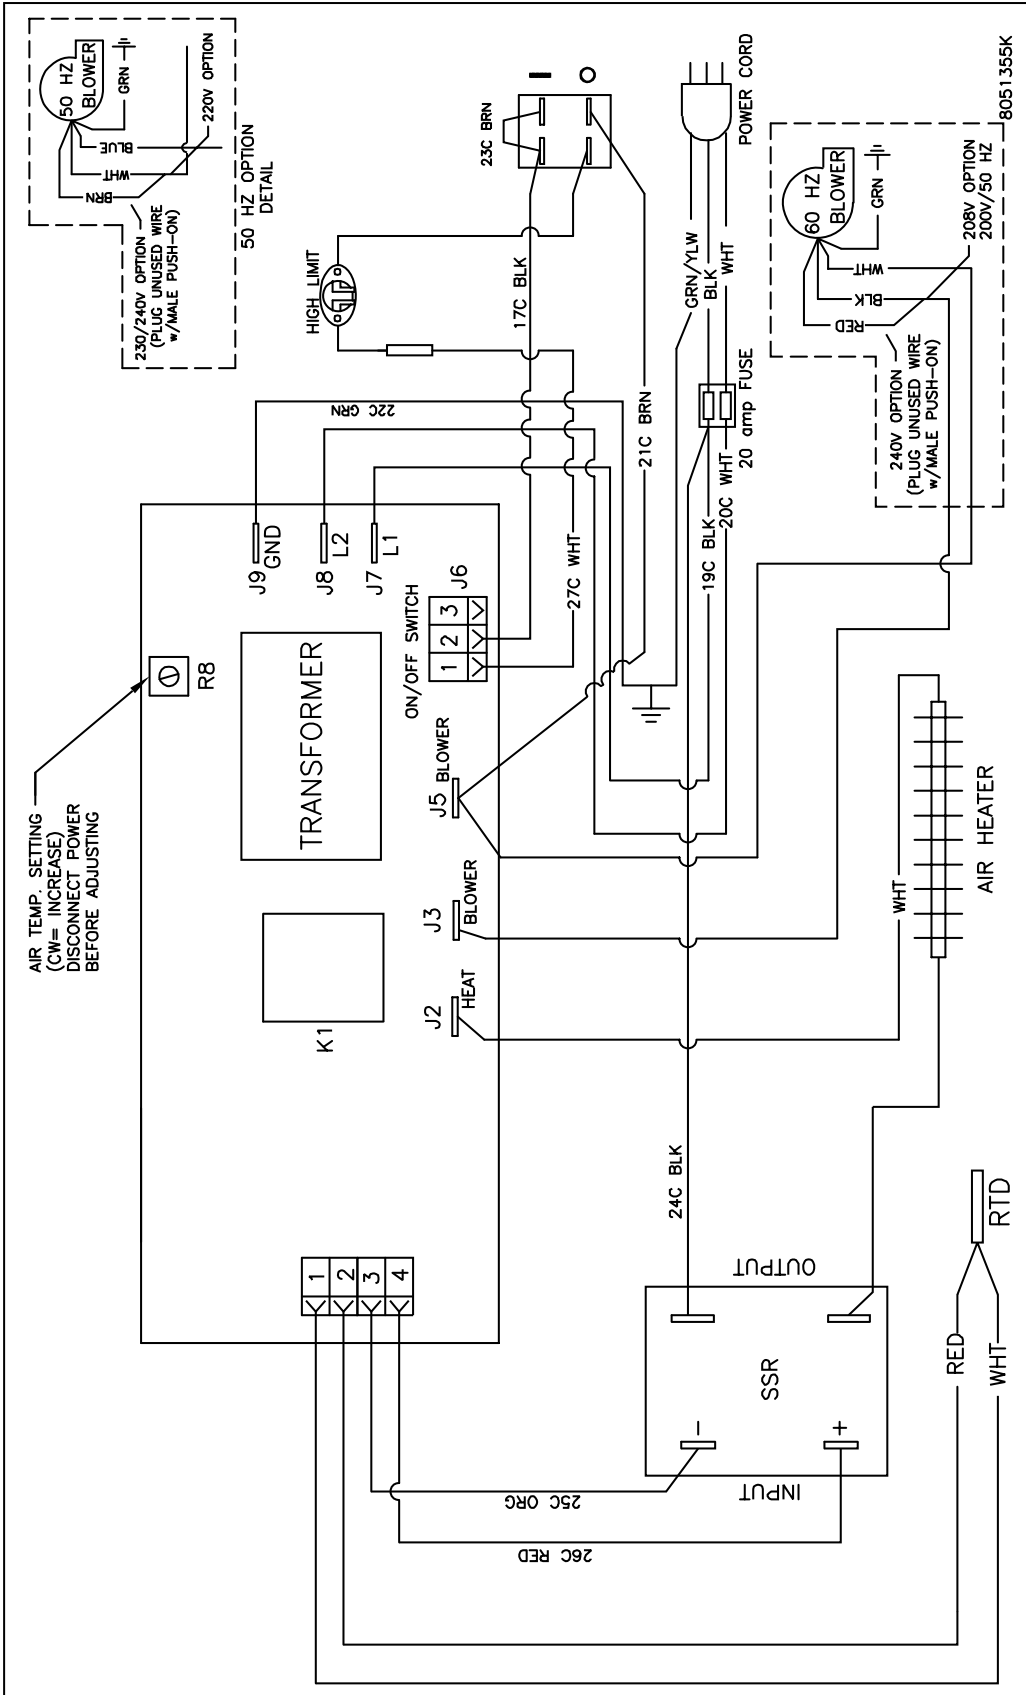 50 HZ
BLOWER
GRN
BLUE
WHT
BRN
220V OPTION
230/240V OPTION
(PLUG UNUSED WIRE
w/MALE PUSH-ON)
50 HZ OPTION
DETAIL
23C BRN
POWER CORD
8051355K
60 HZ
BLOWER
GRN
WHT
BLK
RED
208V OPTION
200V/50 HZ
240V OPTION
(PLUG UNUSED WIRE
w/MALE PUSH-ON)
HIGH LIMIT
17C BLK
GRN/YLW
BLK
WHT
22C GRN
21C BRN
20 amp FUSE
27C WHT
19C BLK
20C WHT
J9
GND
J8
L2
J7
L1
ON/OFF SWITCH
J6
1
2
3
R8
TRANSFORMER
AIR TEMP. SETTING
(CW= INCREASE)
DISCONNECT POWER
BEFORE ADJUSTING
J5
BLOWER
J3
BLOWER
J2
HEAT
K1
WHT
AIR HEATER
24C BLK
1
2
3
4
OUTPUT
SSR
INPUT
-
+
RTD
RED
WHT
25C ORG
26C RED